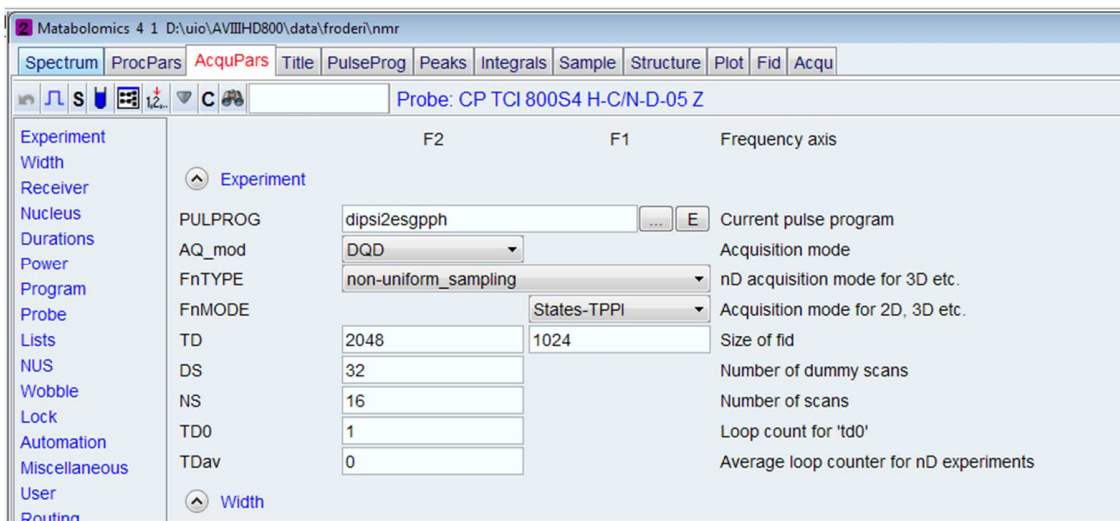 Matabolomics 4 1 D:\uio\AVIIIHD800\data\froderi\nmr
Spectrum ProcPars AcquPars Title PulseProg Peaks Integrals Sample Structure Plot Fid Acqu
S 1,2,.. C Probe: CP TCI 800S4 H-C/N-D-05 Z
F2 F1 Frequency axis
Experiment
Width
Receiver
Nucleus
Durations
Power
Program
Probe
Lists
NUS
Wobble
Lock
Automation
Miscellaneous
User
Routing
Experiment
PULPROG dipsi2esgpph ... E Current pulse program
AQ_mod DQD Acquisition mode
FnTYPE non-uniform_sampling nD acquisition mode for 3D etc.
FnMODE States-TPPI Acquisition mode for 2D, 3D etc.
TD 2048 1024 Size of fid
DS 32 Number of dummy scans
NS 16 Number of scans
TD0 1 Loop count for 'td0'
TDav 0 Average loop counter for nD experiments
Width